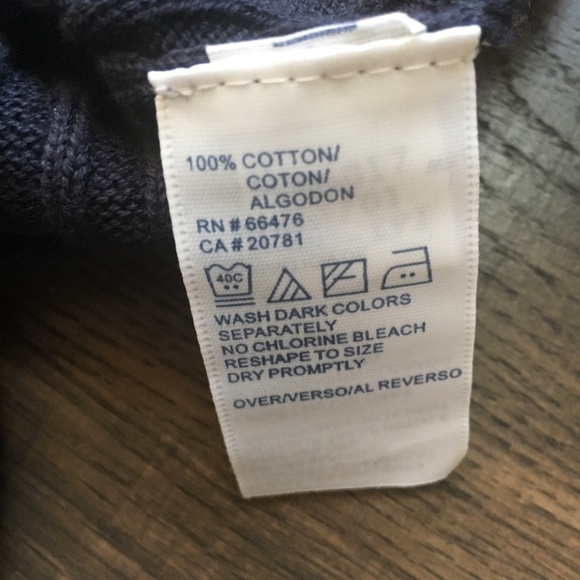 100% COTTON/
COTON/
ALGODON
RN # 66476
CA # 20781
40C
WASH DARK COLORS
SEPARATELY
NO CHLORINE BLEACH
RESHAPE TO SIZE
DRY PROMPTLY
OVER/VERSO/AL REVERSO